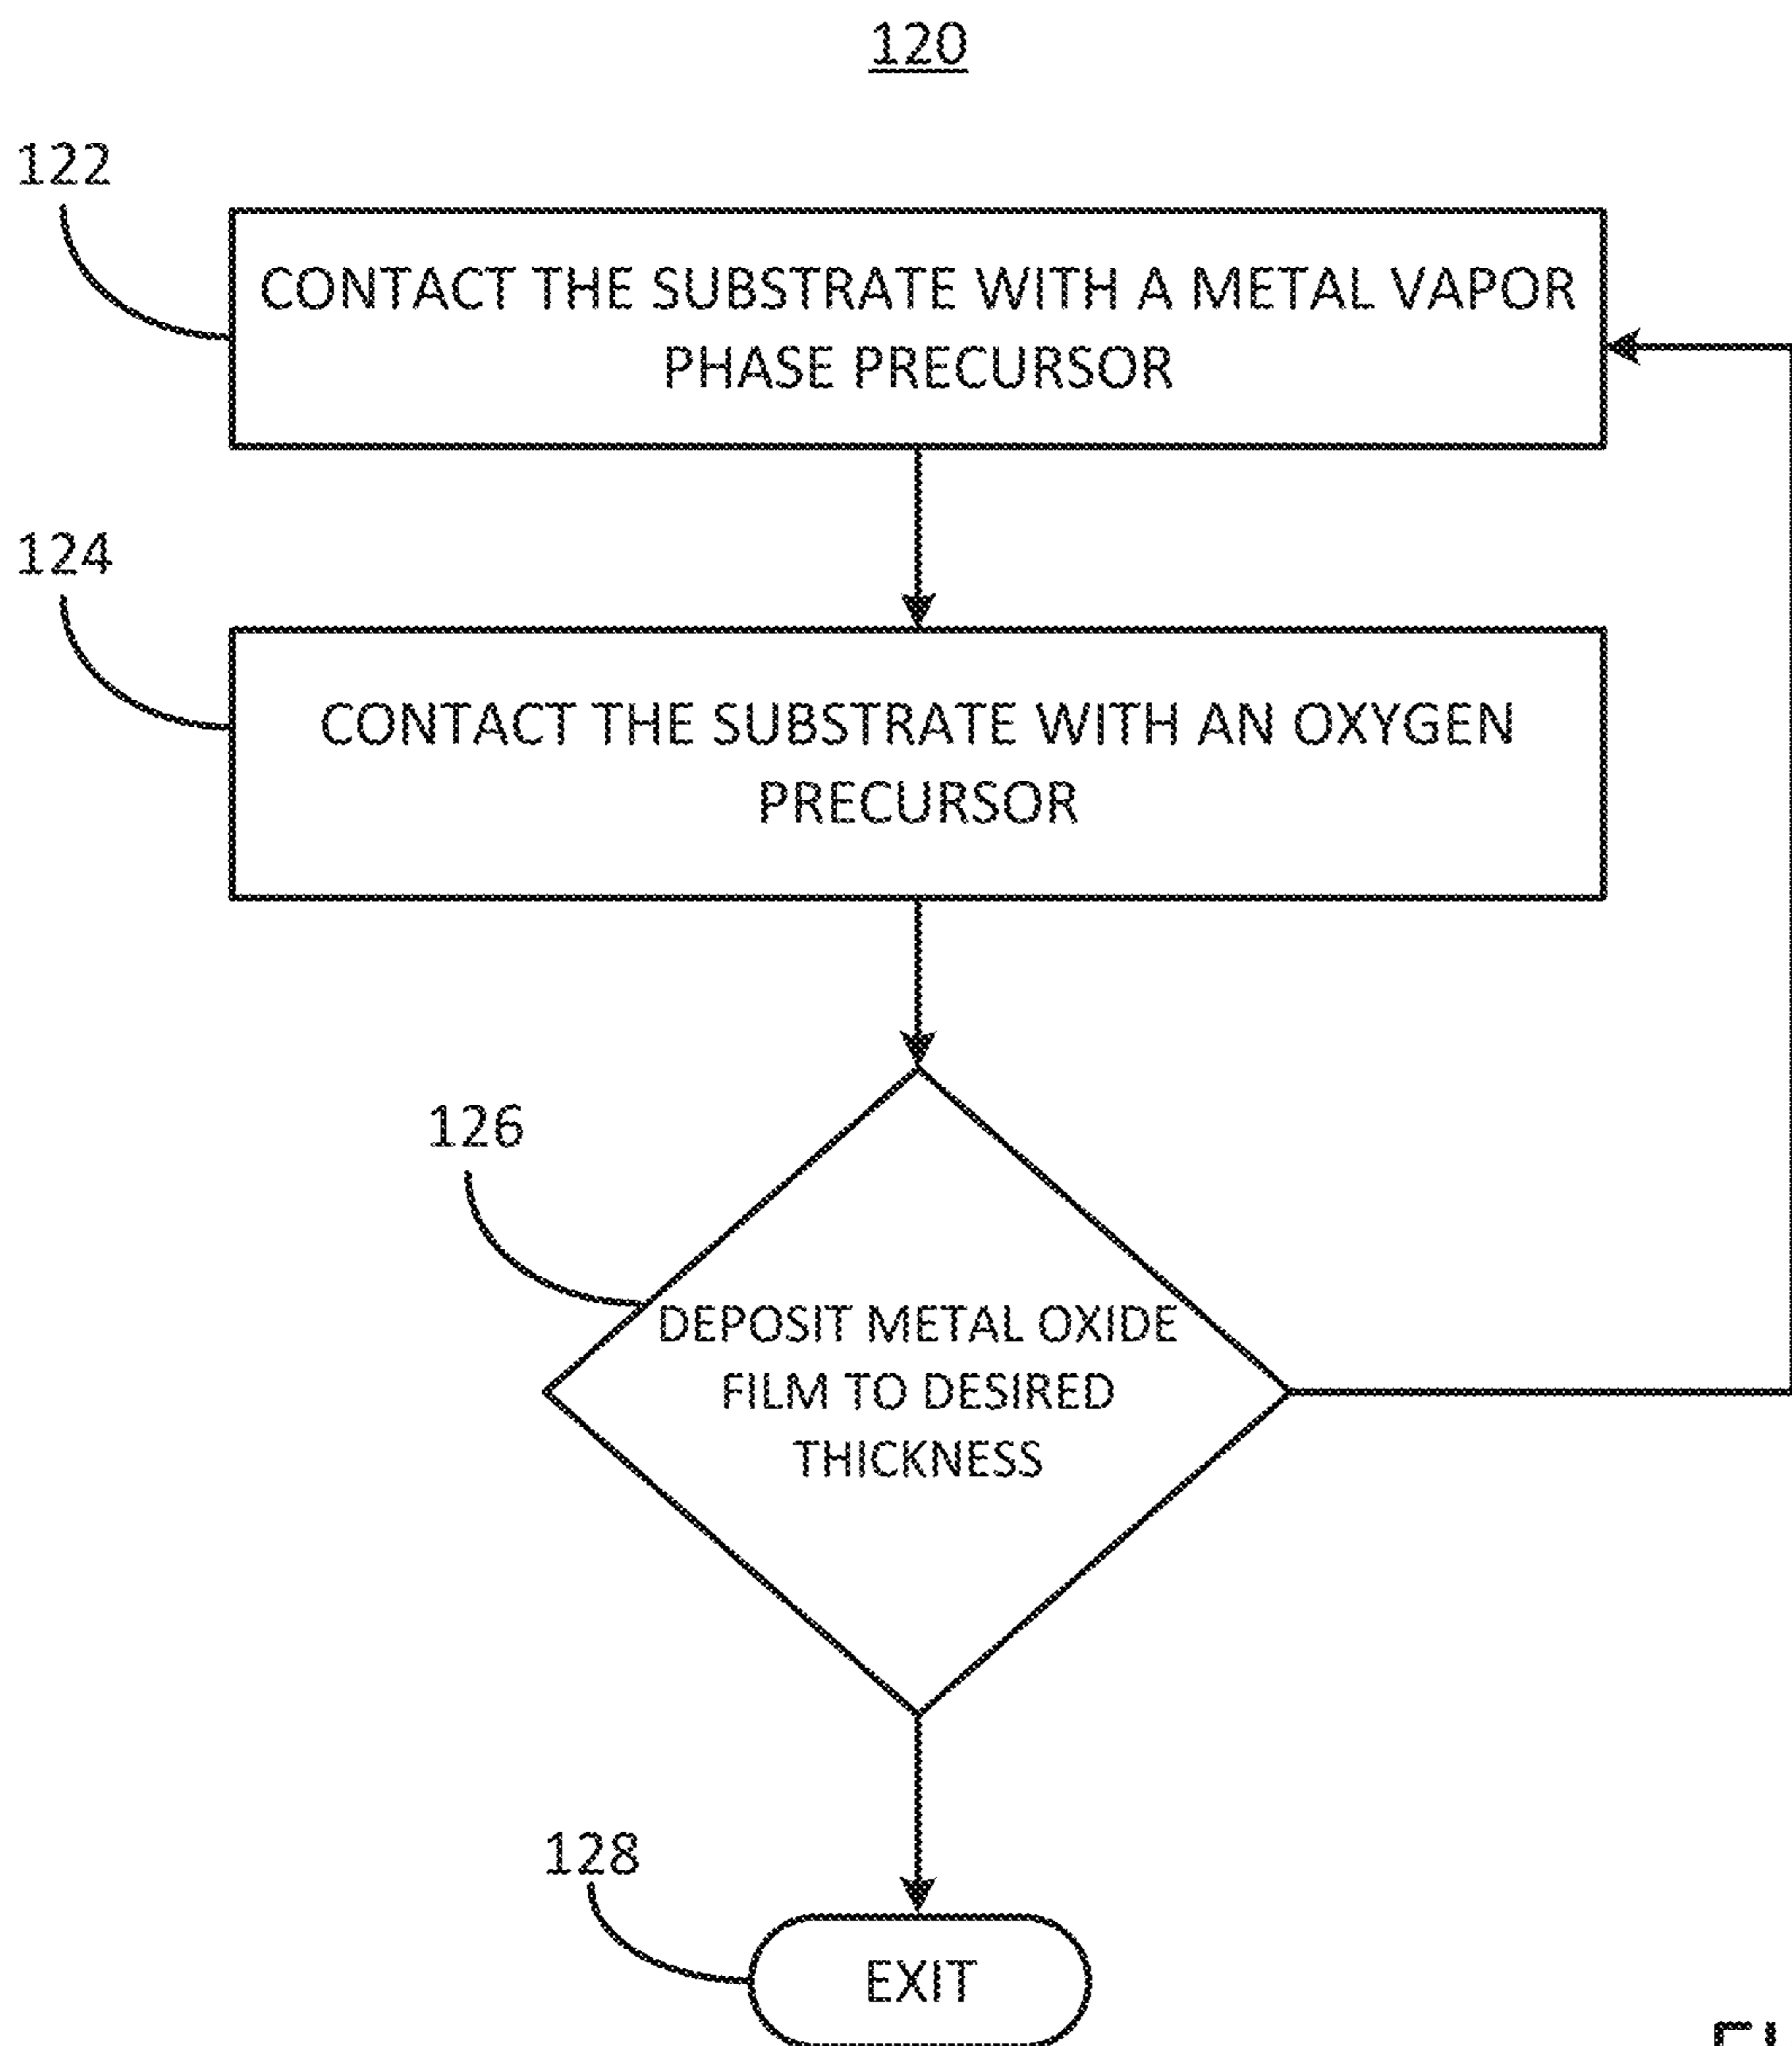 120
122
CONTACT THE SUBSTRATE WITH A METAL VAPOR
PHASE PRECURSOR
124
CONTACT THE SUBSTRATE WITH AN OXYGEN
PRECURSOR
126
DEPOSIT METAL OXIDE
FILM TO DESIRED
THICKNESS
128
EXIT